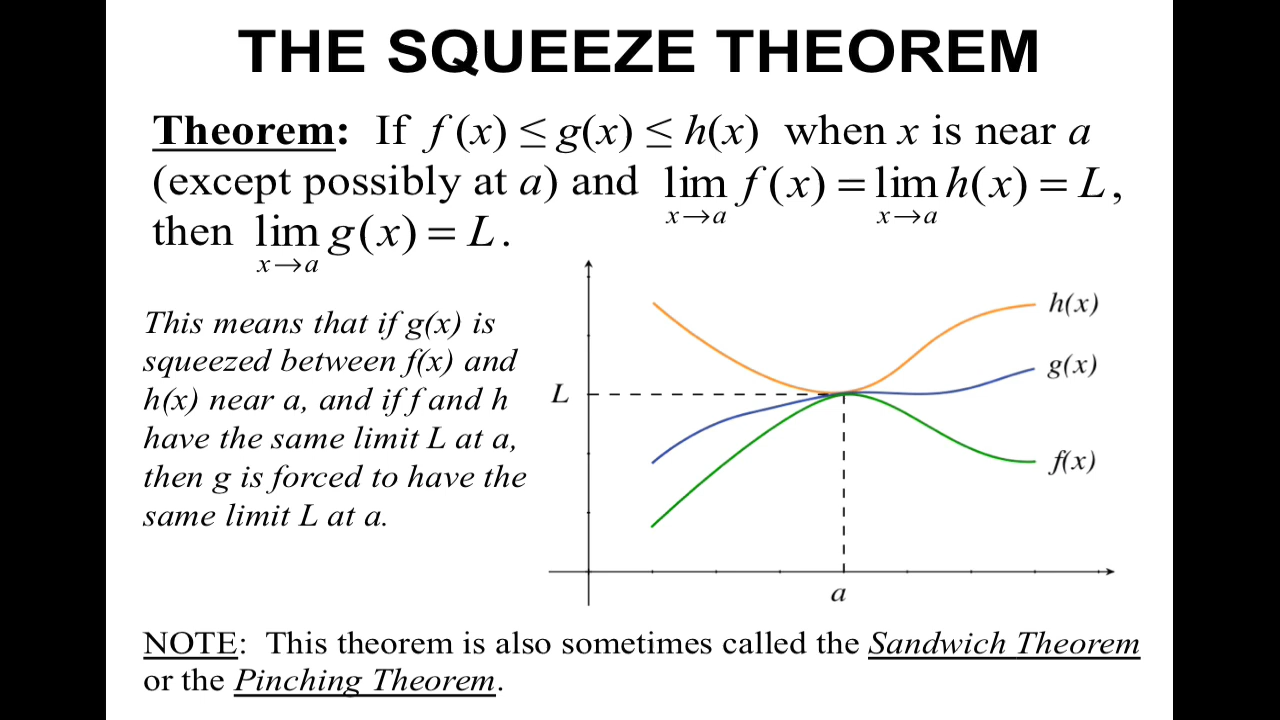 THE SQUEEZE THEOREM
Theorem: If f(x) ≤ g(x) ≤ h(x) when x is near a
(except possibly at a) and lim x→a f(x) = lim x→a h(x) = L,
then lim x→a g(x) = L.
This means that if g(x) is
squeezed between f(x) and
h(x) near a, and if f and h
have the same limit L at a,
then g is forced to have the
same limit L at a.
h(x)
g(x)
L
f(x)
a
NOTE: This theorem is also sometimes called the Sandwich Theorem
or the Pinching Theorem.